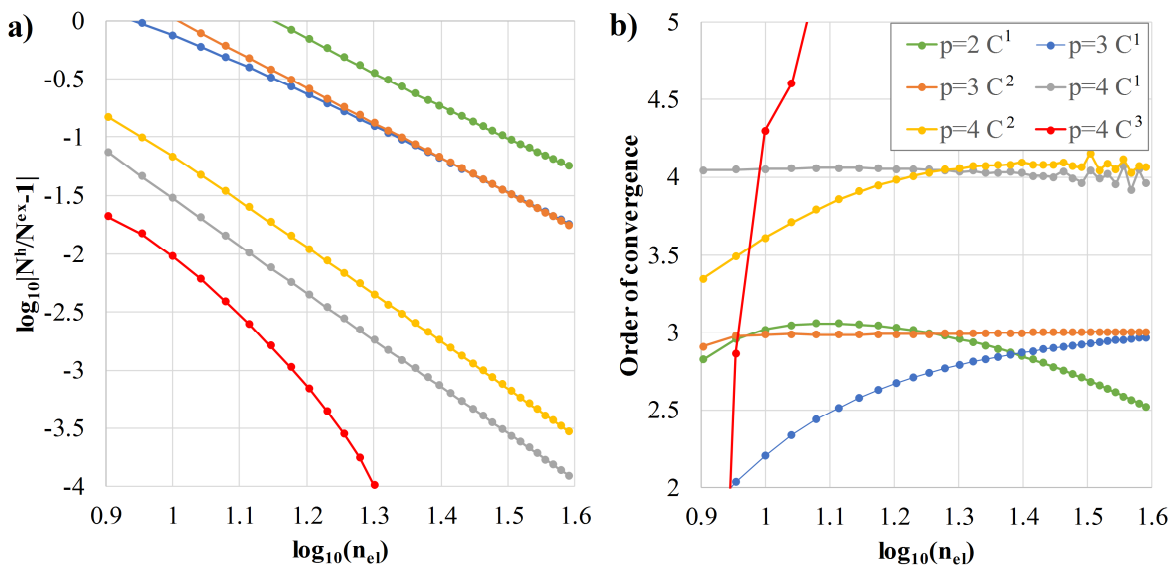 a)
0
-0.5
-1
-1.5
-2
-2.5
-3
-3.5
-4
log₁₀|Nʰ/Nᵉˣ-1|
0.9 1 1.1 1.2 1.3 1.4 1.5 1.6
log₁₀(nₑₗ)
b)
5
4.5
4
3.5
3
2.5
2
Order of convergence
0.9 1 1.1 1.2 1.3 1.4 1.5 1.6
log₁₀(nₑₗ)
p=2 C¹ p=3 C¹
p=3 C² p=4 C¹
p=4 C² p=4 C³